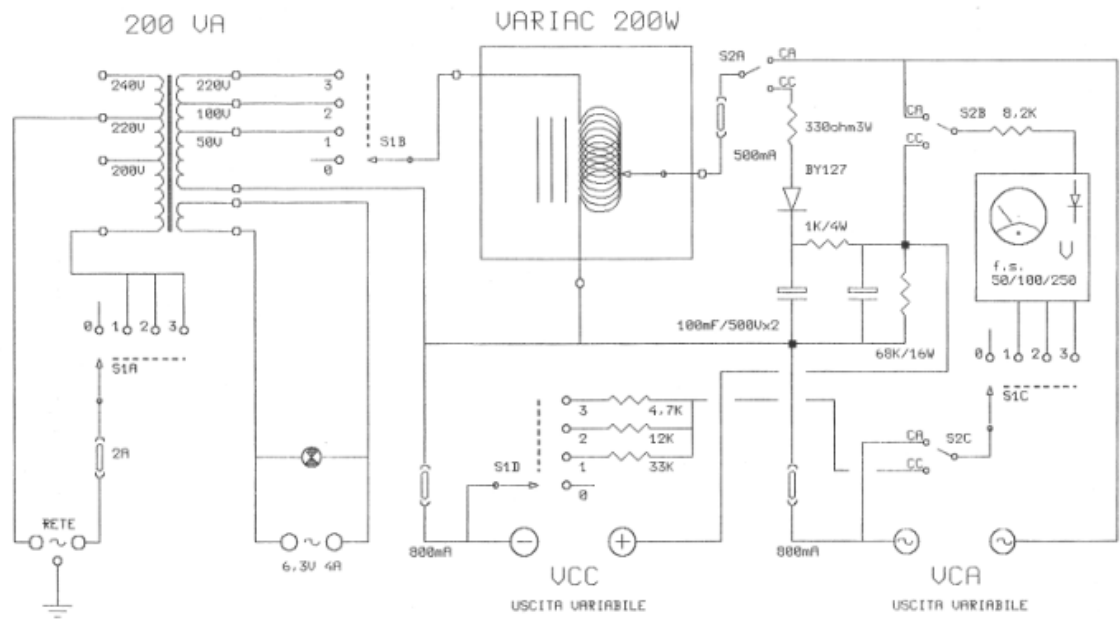 200 VA
VARIAC 200W
240V
220V
200V
220V
100V
50V
3
2
1
0
S1B
S2A
CA
CC
500mA
330ohm3W
BY127
1K/4W
CA
CC
S2B
8,2K
V
f.s.
50/100/250
100mF/500Vx2
68K/16W
0
1
2
3
S1A
2A
RETE
6,3V 4A
0
1
2
3
S1C
3
2
1
0
4,7K
12K
33K
S1D
CA
CC
S2C
800mA
VCC
USCITA VARIABILE
800mA
VCA
USCITA VARIABILE